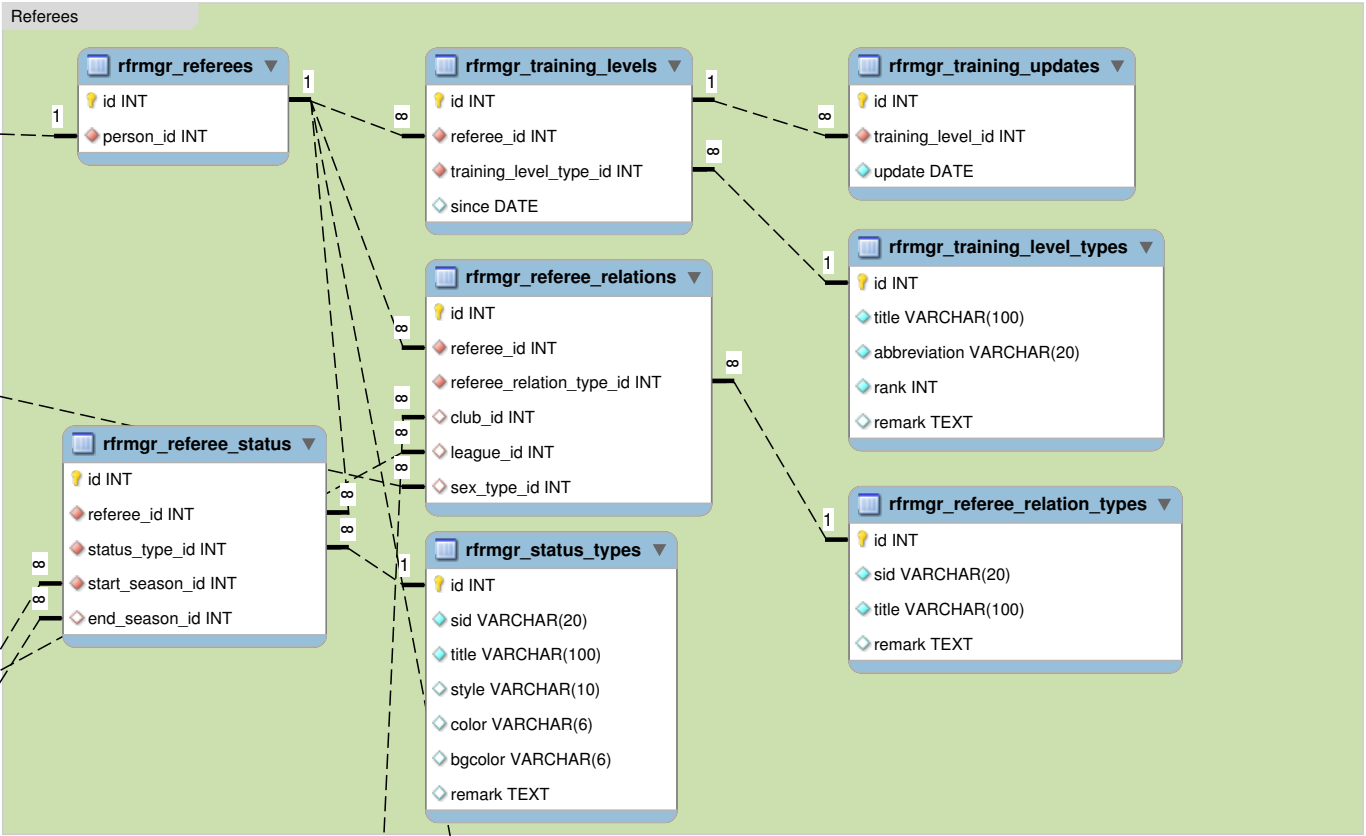 Referees
rfrmgr_referees
id INT
person_id INT
1
1
rfrmgr_training_levels
id INT
referee_id INT
training_level_type_id INT
since DATE
∞
1
∞
rfrmgr_training_updates
id INT
training_level_id INT
update DATE
∞
rfrmgr_training_level_types
id INT
title VARCHAR(100)
abbreviation VARCHAR(20)
rank INT
remark TEXT
1
rfrmgr_referee_relations
id INT
referee_id INT
referee_relation_type_id INT
club_id INT
league_id INT
sex_type_id INT
∞
∞
∞
∞
∞
rfrmgr_referee_status
id INT
referee_id INT
status_type_id INT
start_season_id INT
end_season_id INT
∞
∞
∞
∞
rfrmgr_status_types
id INT
sid VARCHAR(20)
title VARCHAR(100)
style VARCHAR(10)
color VARCHAR(6)
bgcolor VARCHAR(6)
remark TEXT
1
rfrmgr_referee_relation_types
id INT
sid VARCHAR(20)
title VARCHAR(100)
remark TEXT
1